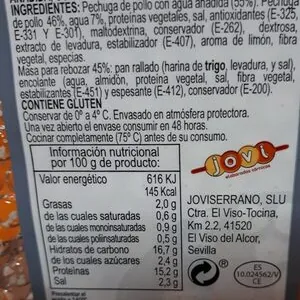 INGREDIENTES: Pechuga de pollo con agua añadida (55%). Pechuga
de pollo 46%, agua 7%, proteínas vegetales, sal, antioxidantes (E-325,
E-331 Y E-301), maltodextrina, conservante (E-262), dextrosa,
extracto de levadura, estabilizador (E-407), aroma de limón, fibra
vegetal, especias.
Masa para rebozar 45%: pan rallado (harina de trigo, levadura, y sal),
encolante (agua, almidón, proteína vegetal, sal, fibra vegetal,
estabilizantes (E-451) y espesante (E-412), conservante (E-200).
CONTIENE GLUTEN
Conservar de 0º a 4º C. Envasado en atmósfera protectora.
Una vez abierto el envase consumir en 48 horas.
Cocinar completamente (75º C) antes de su consumo.
Información nutricional
por 100 g de producto:
Valor energético 616 KJ
145 Kcal
Grasas 2,0 g
de las cuales saturadas 0,6 g
de las cuales monoinsaturadas 0,9 g
de las cuales poliinsaturadas 0,5 g
Hidratos de carbono 16,7 g
de los cuales azúcares 2,4 g
Proteínas 15,2 g
Sal 2,3 g
jovi
elaborados cárnicos
JOVISERRANO, SLU
Ctra. El Viso-Tocina,
Km 2.2, 41520
El Viso del Alcor,
Sevilla
CE
ES
10.024562/V
CE